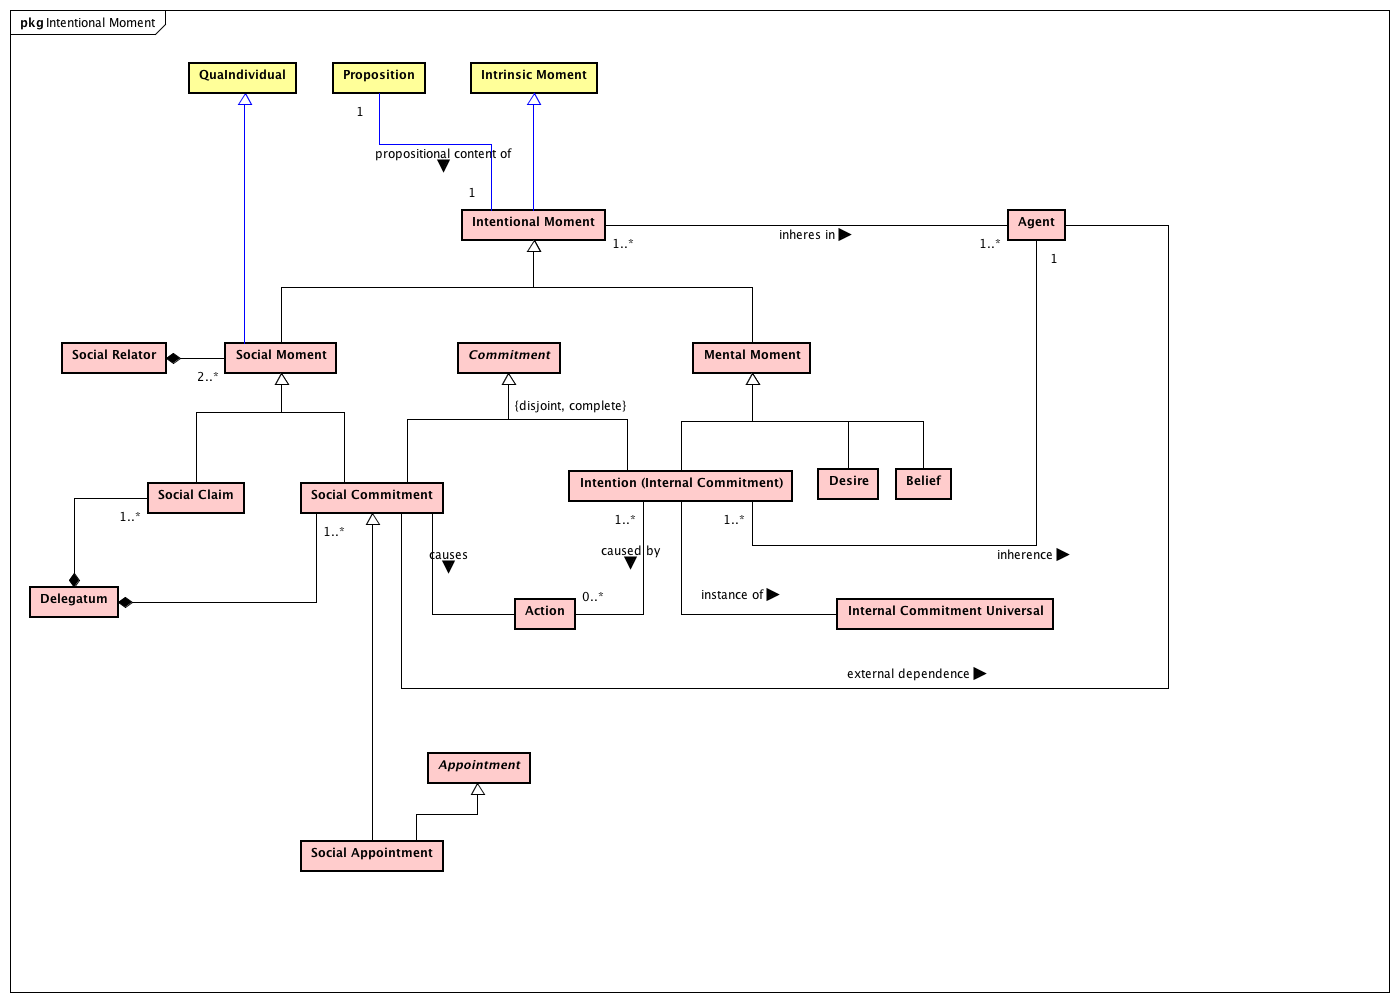 pkg Intentional Moment
QuaIndividual
Proposition
Intrinsic Moment
1
propositional content of
1
Intentional Moment
Agent
inheres in
1..*
1..*
1
Social Relator
Social Moment
Commitment
Mental Moment
2..*
{disjoint, complete}
Social Claim
Social Commitment
Intention (Internal Commitment)
Desire
Belief
1..*
1..*
1..*
1..*
causes
caused by
inherence
Delegatum
Action
0..*
instance of
Internal Commitment Universal
external dependence
Appointment
Social Appointment